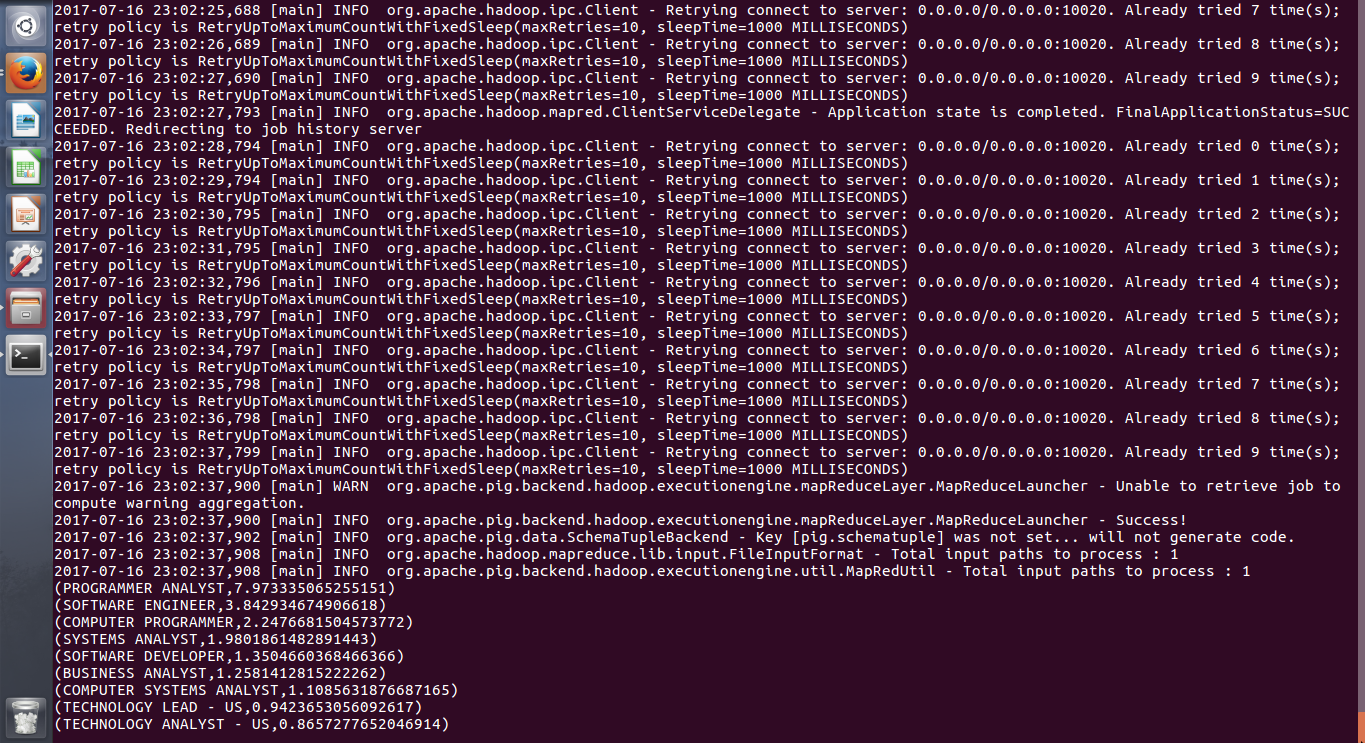 2017-07-16 23:02:25,688 [main] INFO  org.apache.hadoop.ipc.Client - Retrying connect to server: 0.0.0.0/0.0.0.0:10020. Already tried 7 time(s);
retry policy is RetryUpToMaximumCountWithFixedSleep(maxRetries=10, sleepTime=1000 MILLISECONDS)
2017-07-16 23:02:26,689 [main] INFO  org.apache.hadoop.ipc.Client - Retrying connect to server: 0.0.0.0/0.0.0.0:10020. Already tried 8 time(s);
retry policy is RetryUpToMaximumCountWithFixedSleep(maxRetries=10, sleepTime=1000 MILLISECONDS)
2017-07-16 23:02:27,690 [main] INFO  org.apache.hadoop.ipc.Client - Retrying connect to server: 0.0.0.0/0.0.0.0:10020. Already tried 9 time(s);
retry policy is RetryUpToMaximumCountWithFixedSleep(maxRetries=10, sleepTime=1000 MILLISECONDS)
2017-07-16 23:02:27,793 [main] INFO  org.apache.hadoop.mapred.ClientServiceDelegate - Application state is completed. FinalApplicationStatus=SUC
CEEDED. Redirecting to job history server
2017-07-16 23:02:28,794 [main] INFO  org.apache.hadoop.ipc.Client - Retrying connect to server: 0.0.0.0/0.0.0.0:10020. Already tried 0 time(s);
retry policy is RetryUpToMaximumCountWithFixedSleep(maxRetries=10, sleepTime=1000 MILLISECONDS)
2017-07-16 23:02:29,794 [main] INFO  org.apache.hadoop.ipc.Client - Retrying connect to server: 0.0.0.0/0.0.0.0:10020. Already tried 1 time(s);
retry policy is RetryUpToMaximumCountWithFixedSleep(maxRetries=10, sleepTime=1000 MILLISECONDS)
2017-07-16 23:02:30,795 [main] INFO  org.apache.hadoop.ipc.Client - Retrying connect to server: 0.0.0.0/0.0.0.0:10020. Already tried 2 time(s);
retry policy is RetryUpToMaximumCountWithFixedSleep(maxRetries=10, sleepTime=1000 MILLISECONDS)
2017-07-16 23:02:31,795 [main] INFO  org.apache.hadoop.ipc.Client - Retrying connect to server: 0.0.0.0/0.0.0.0:10020. Already tried 3 time(s);
retry policy is RetryUpToMaximumCountWithFixedSleep(maxRetries=10, sleepTime=1000 MILLISECONDS)
2017-07-16 23:02:32,796 [main] INFO  org.apache.hadoop.ipc.Client - Retrying connect to server: 0.0.0.0/0.0.0.0:10020. Already tried 4 time(s);
retry policy is RetryUpToMaximumCountWithFixedSleep(maxRetries=10, sleepTime=1000 MILLISECONDS)
2017-07-16 23:02:33,797 [main] INFO  org.apache.hadoop.ipc.Client - Retrying connect to server: 0.0.0.0/0.0.0.0:10020. Already tried 5 time(s);
retry policy is RetryUpToMaximumCountWithFixedSleep(maxRetries=10, sleepTime=1000 MILLISECONDS)
2017-07-16 23:02:34,797 [main] INFO  org.apache.hadoop.ipc.Client - Retrying connect to server: 0.0.0.0/0.0.0.0:10020. Already tried 6 time(s);
retry policy is RetryUpToMaximumCountWithFixedSleep(maxRetries=10, sleepTime=1000 MILLISECONDS)
2017-07-16 23:02:35,798 [main] INFO  org.apache.hadoop.ipc.Client - Retrying connect to server: 0.0.0.0/0.0.0.0:10020. Already tried 7 time(s);
retry policy is RetryUpToMaximumCountWithFixedSleep(maxRetries=10, sleepTime=1000 MILLISECONDS)
2017-07-16 23:02:36,798 [main] INFO  org.apache.hadoop.ipc.Client - Retrying connect to server: 0.0.0.0/0.0.0.0:10020. Already tried 8 time(s);
retry policy is RetryUpToMaximumCountWithFixedSleep(maxRetries=10, sleepTime=1000 MILLISECONDS)
2017-07-16 23:02:37,799 [main] INFO  org.apache.hadoop.ipc.Client - Retrying connect to server: 0.0.0.0/0.0.0.0:10020. Already tried 9 time(s);
retry policy is RetryUpToMaximumCountWithFixedSleep(maxRetries=10, sleepTime=1000 MILLISECONDS)
2017-07-16 23:02:37,900 [main] WARN  org.apache.pig.backend.hadoop.executionengine.mapReduceLayer.MapReduceLauncher - Unable to retrieve job to
compute warning aggregation.
2017-07-16 23:02:37,900 [main] INFO  org.apache.pig.backend.hadoop.executionengine.mapReduceLayer.MapReduceLauncher - Success!
2017-07-16 23:02:37,902 [main] INFO  org.apache.pig.data.SchemaTupleBackend - Key [pig.schematuple] was not set... will not generate code.
2017-07-16 23:02:37,908 [main] INFO  org.apache.hadoop.mapreduce.lib.input.FileInputFormat - Total input paths to process : 1
2017-07-16 23:02:37,908 [main] INFO  org.apache.pig.backend.hadoop.executionengine.util.MapRedUtil - Total input paths to process : 1
(PROGRAMMER ANALYST,7.973335065255151)
(SOFTWARE ENGINEER,3.842934674906618)
(COMPUTER PROGRAMMER,2.2476681504573772)
(SYSTEMS ANALYST,1.9801861482891443)
(SOFTWARE DEVELOPER,1.3504660368466366)
(BUSINESS ANALYST,1.2581412815222262)
(COMPUTER SYSTEMS ANALYST,1.1085631876687165)
(TECHNOLOGY LEAD - US,0.9423653056092617)
(TECHNOLOGY ANALYST - US,0.8657277652046914)